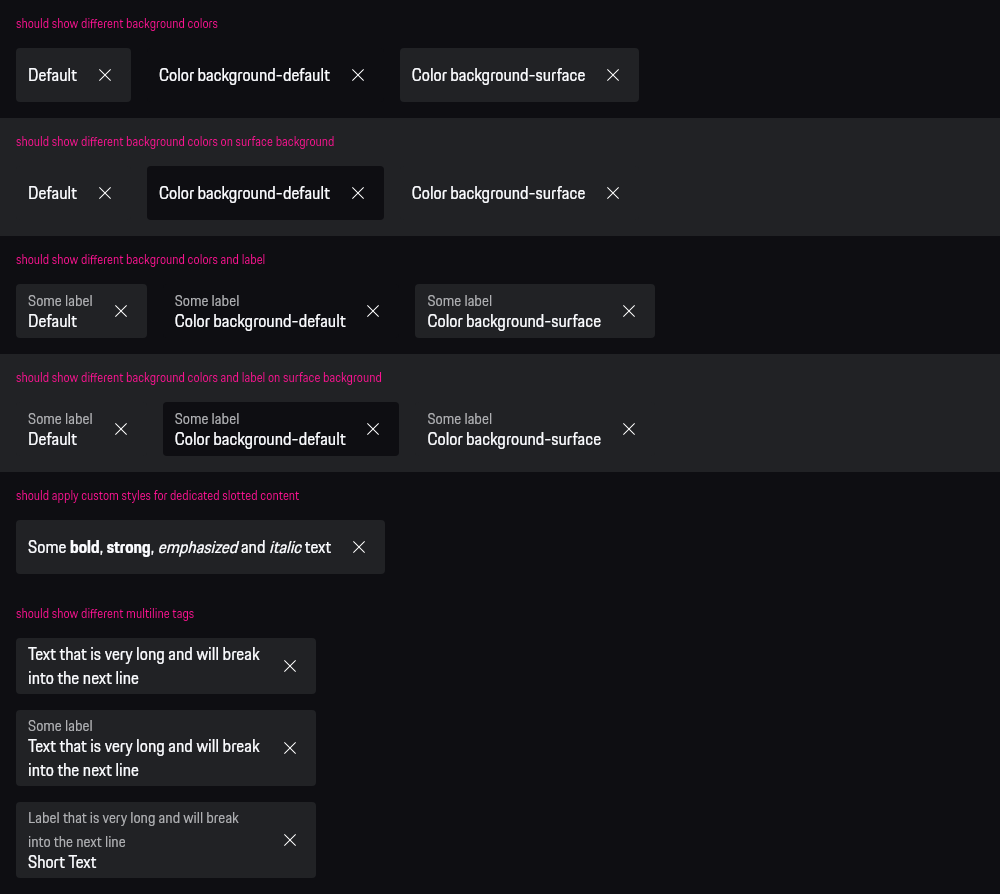 should show different background colors
Default Color background-default Color background-surface
should show different background colors on surface background
Default Color background-default Color background-surface
should show different background colors and label
Some label Some label Some label
Default Color background-default Color background-surface
should show different background colors and label on surface background
Some label Some label Some label
Default Color background-default Color background-surface
should apply custom styles for dedicated slotted content
Some bold, strong, emphasized and italic text
should show different multiline tags
Text that is very long and will break
into the next line
Some label
Text that is very long and will break
into the next line
Label that is very long and will break
into the next line
Short Text